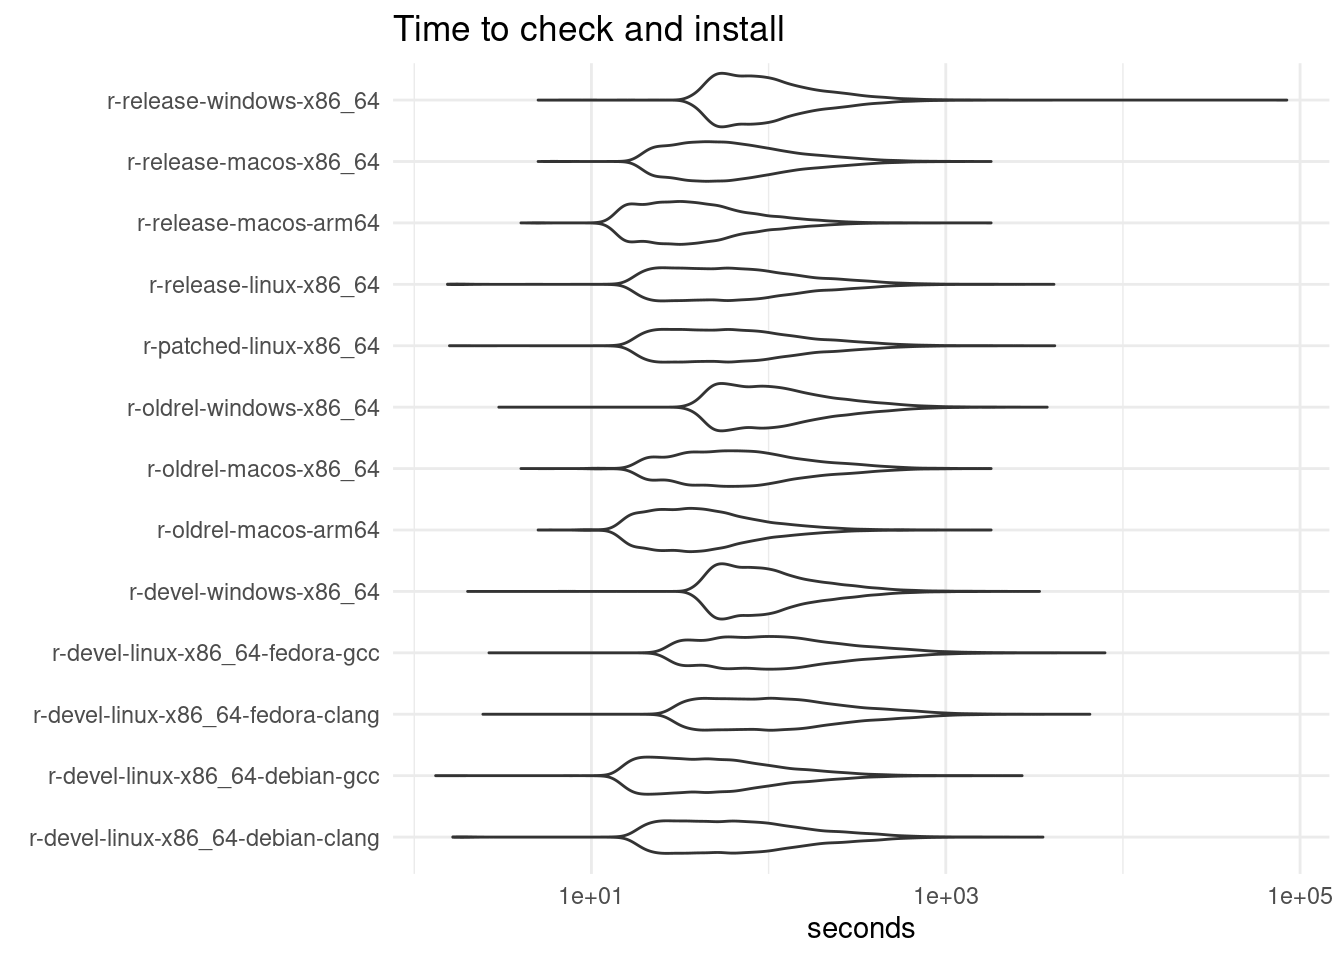 Time to check and install
r-release-windows-x86_64
r-release-macos-x86_64
r-release-macos-arm64
r-release-linux-x86_64
r-patched-linux-x86_64
r-oldrel-windows-x86_64
r-oldrel-macos-x86_64
r-oldrel-macos-arm64
r-devel-windows-x86_64
r-devel-linux-x86_64-fedora-gcc
r-devel-linux-x86_64-fedora-clang
r-devel-linux-x86_64-debian-gcc
r-devel-linux-x86_64-debian-clang
1e+01 1e+03 1e+05
seconds